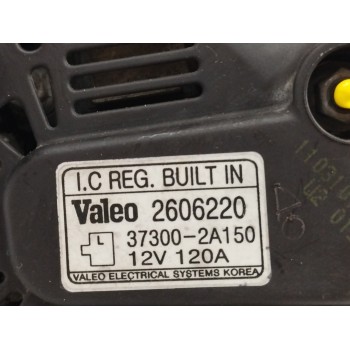 I.C REG. BUILT IN
Valeo 2606220
37300-2A150
12V 120A
VALEO ELECTRICAL SYSTEMS KOREA